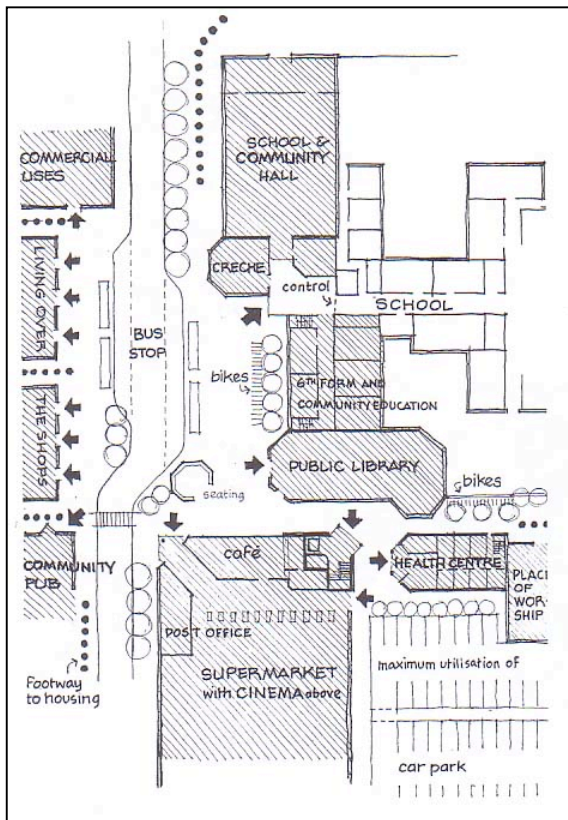 SCHOOL &
COMMUNITY
HALL
COMMERCIAL
USES
CRECHE
control
SCHOOL
LIVING OVER
THE SHOPS
BUS
STOP
bikes
6TH FORM AND
COMMUNITY EDUCATION
PUBLIC LIBRARY
bikes
seating
COMMUNITY
PUB
café
HEALTH CENTRE
PLACE
OF WOR
SHIP
POST OFFICE
SUPERMARKET
with CINEMA above
maximum utilisation of
car park
Footway
to housing